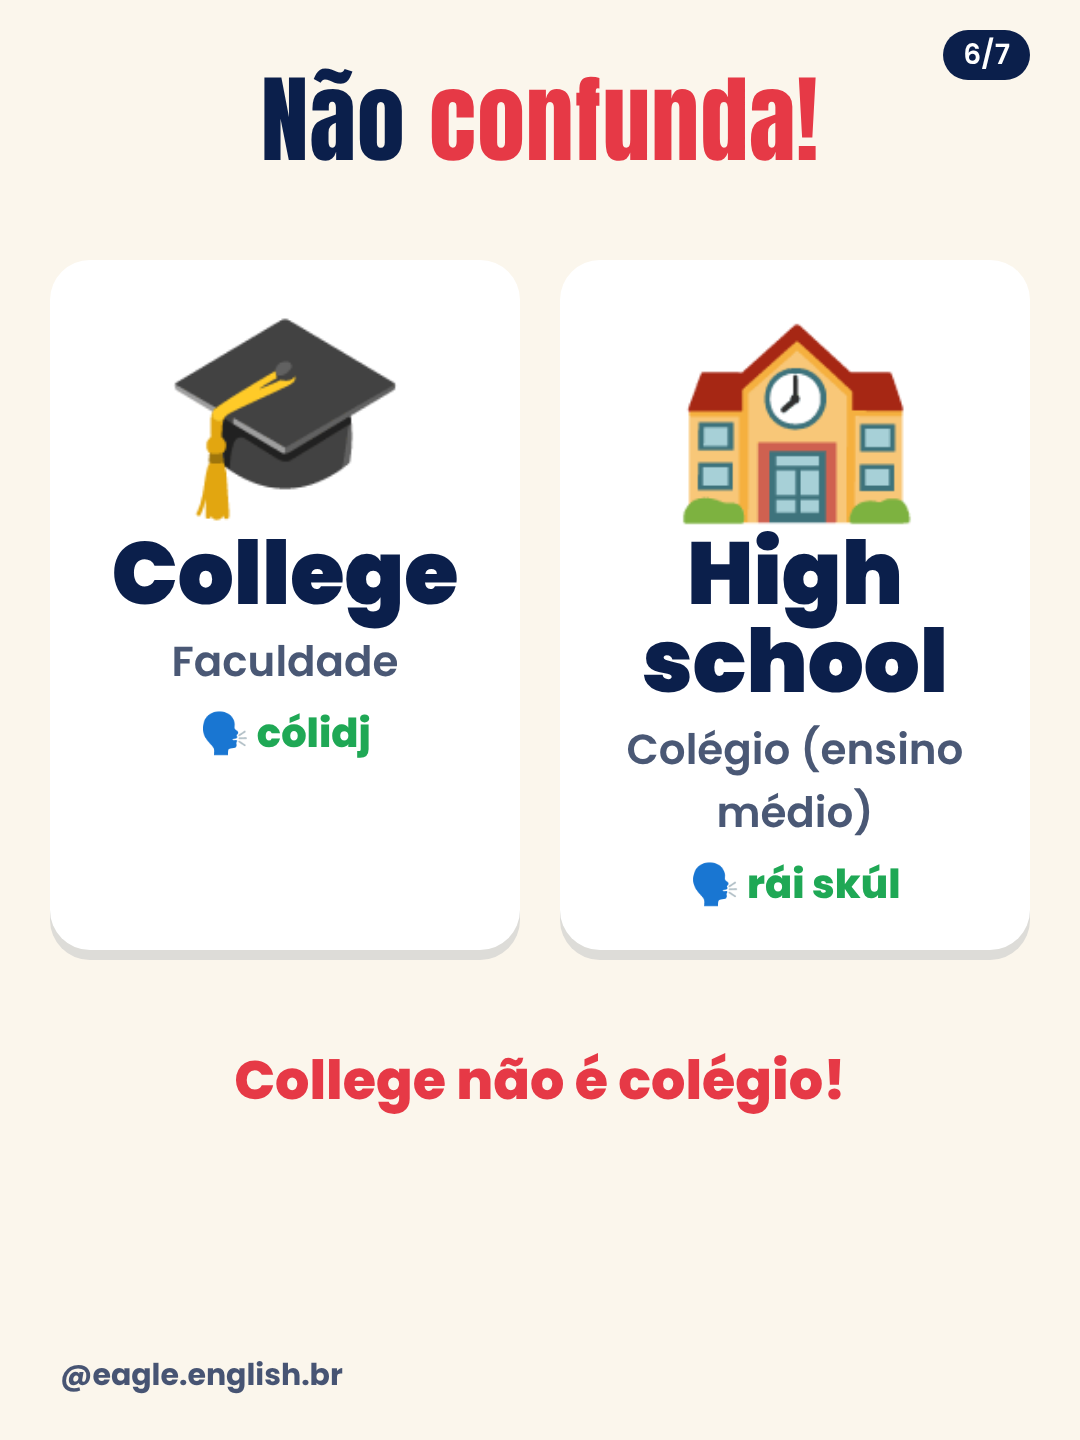 6/7
Não confunda!
College
Faculdade
cólidj
High
school
Colégio (ensino
médio)
rái skúl
College não é colégio!
@eagle.english.br